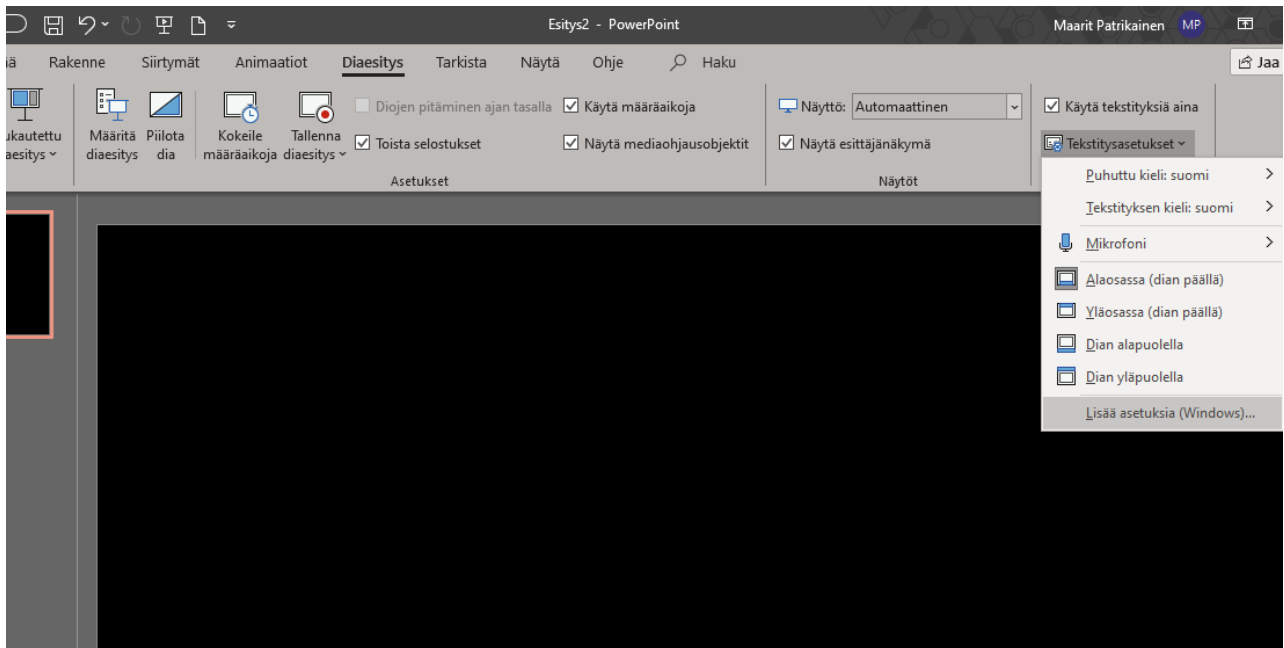 Esitys2 - PowerPoint
Maarit Patrikainen MP
Rakenne Siirtymät Animaatiot Diaesitys Tarkista Näytä Ohje Haku Jaa
Määritä diaesitys
Piilota dia
Kokeile määräaikoja
Tallenna diaesitys
Diojen pitäminen ajan tasalla
Toista selostukset
Käytä määräaikoja
Näytä mediaohjausobjektit
Asetukset
Näyttö: Automaattinen
Näytä esittäjänäkymä
Näytöt
Käytä tekstityksiä aina
Tekstitysasetukset
Puhuttu kieli: suomi
Tekstityksen kieli: suomi
Mikrofoni
Alaosassa (dian päällä)
Yläosassa (dian päällä)
Dian alapuolella
Dian yläpuolella
Lisää asetuksia (Windows)...